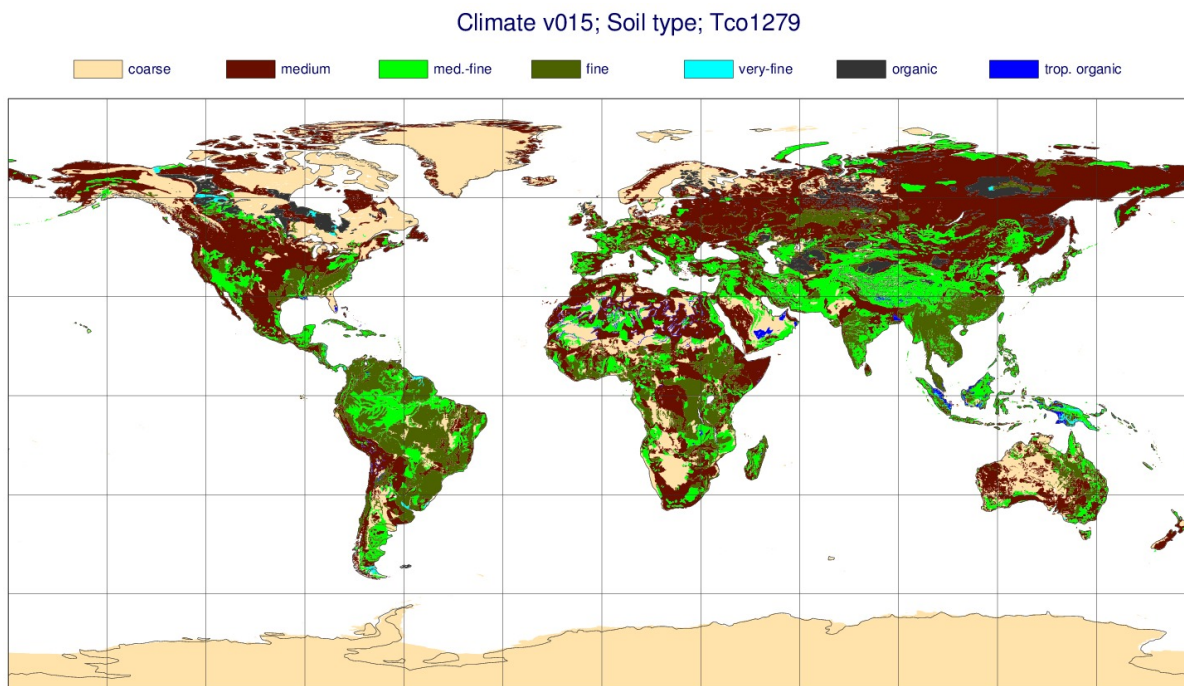 Climate v015; Soil type; Tco1279
coarse medium med.-fine fine very-fine organic trop. organic